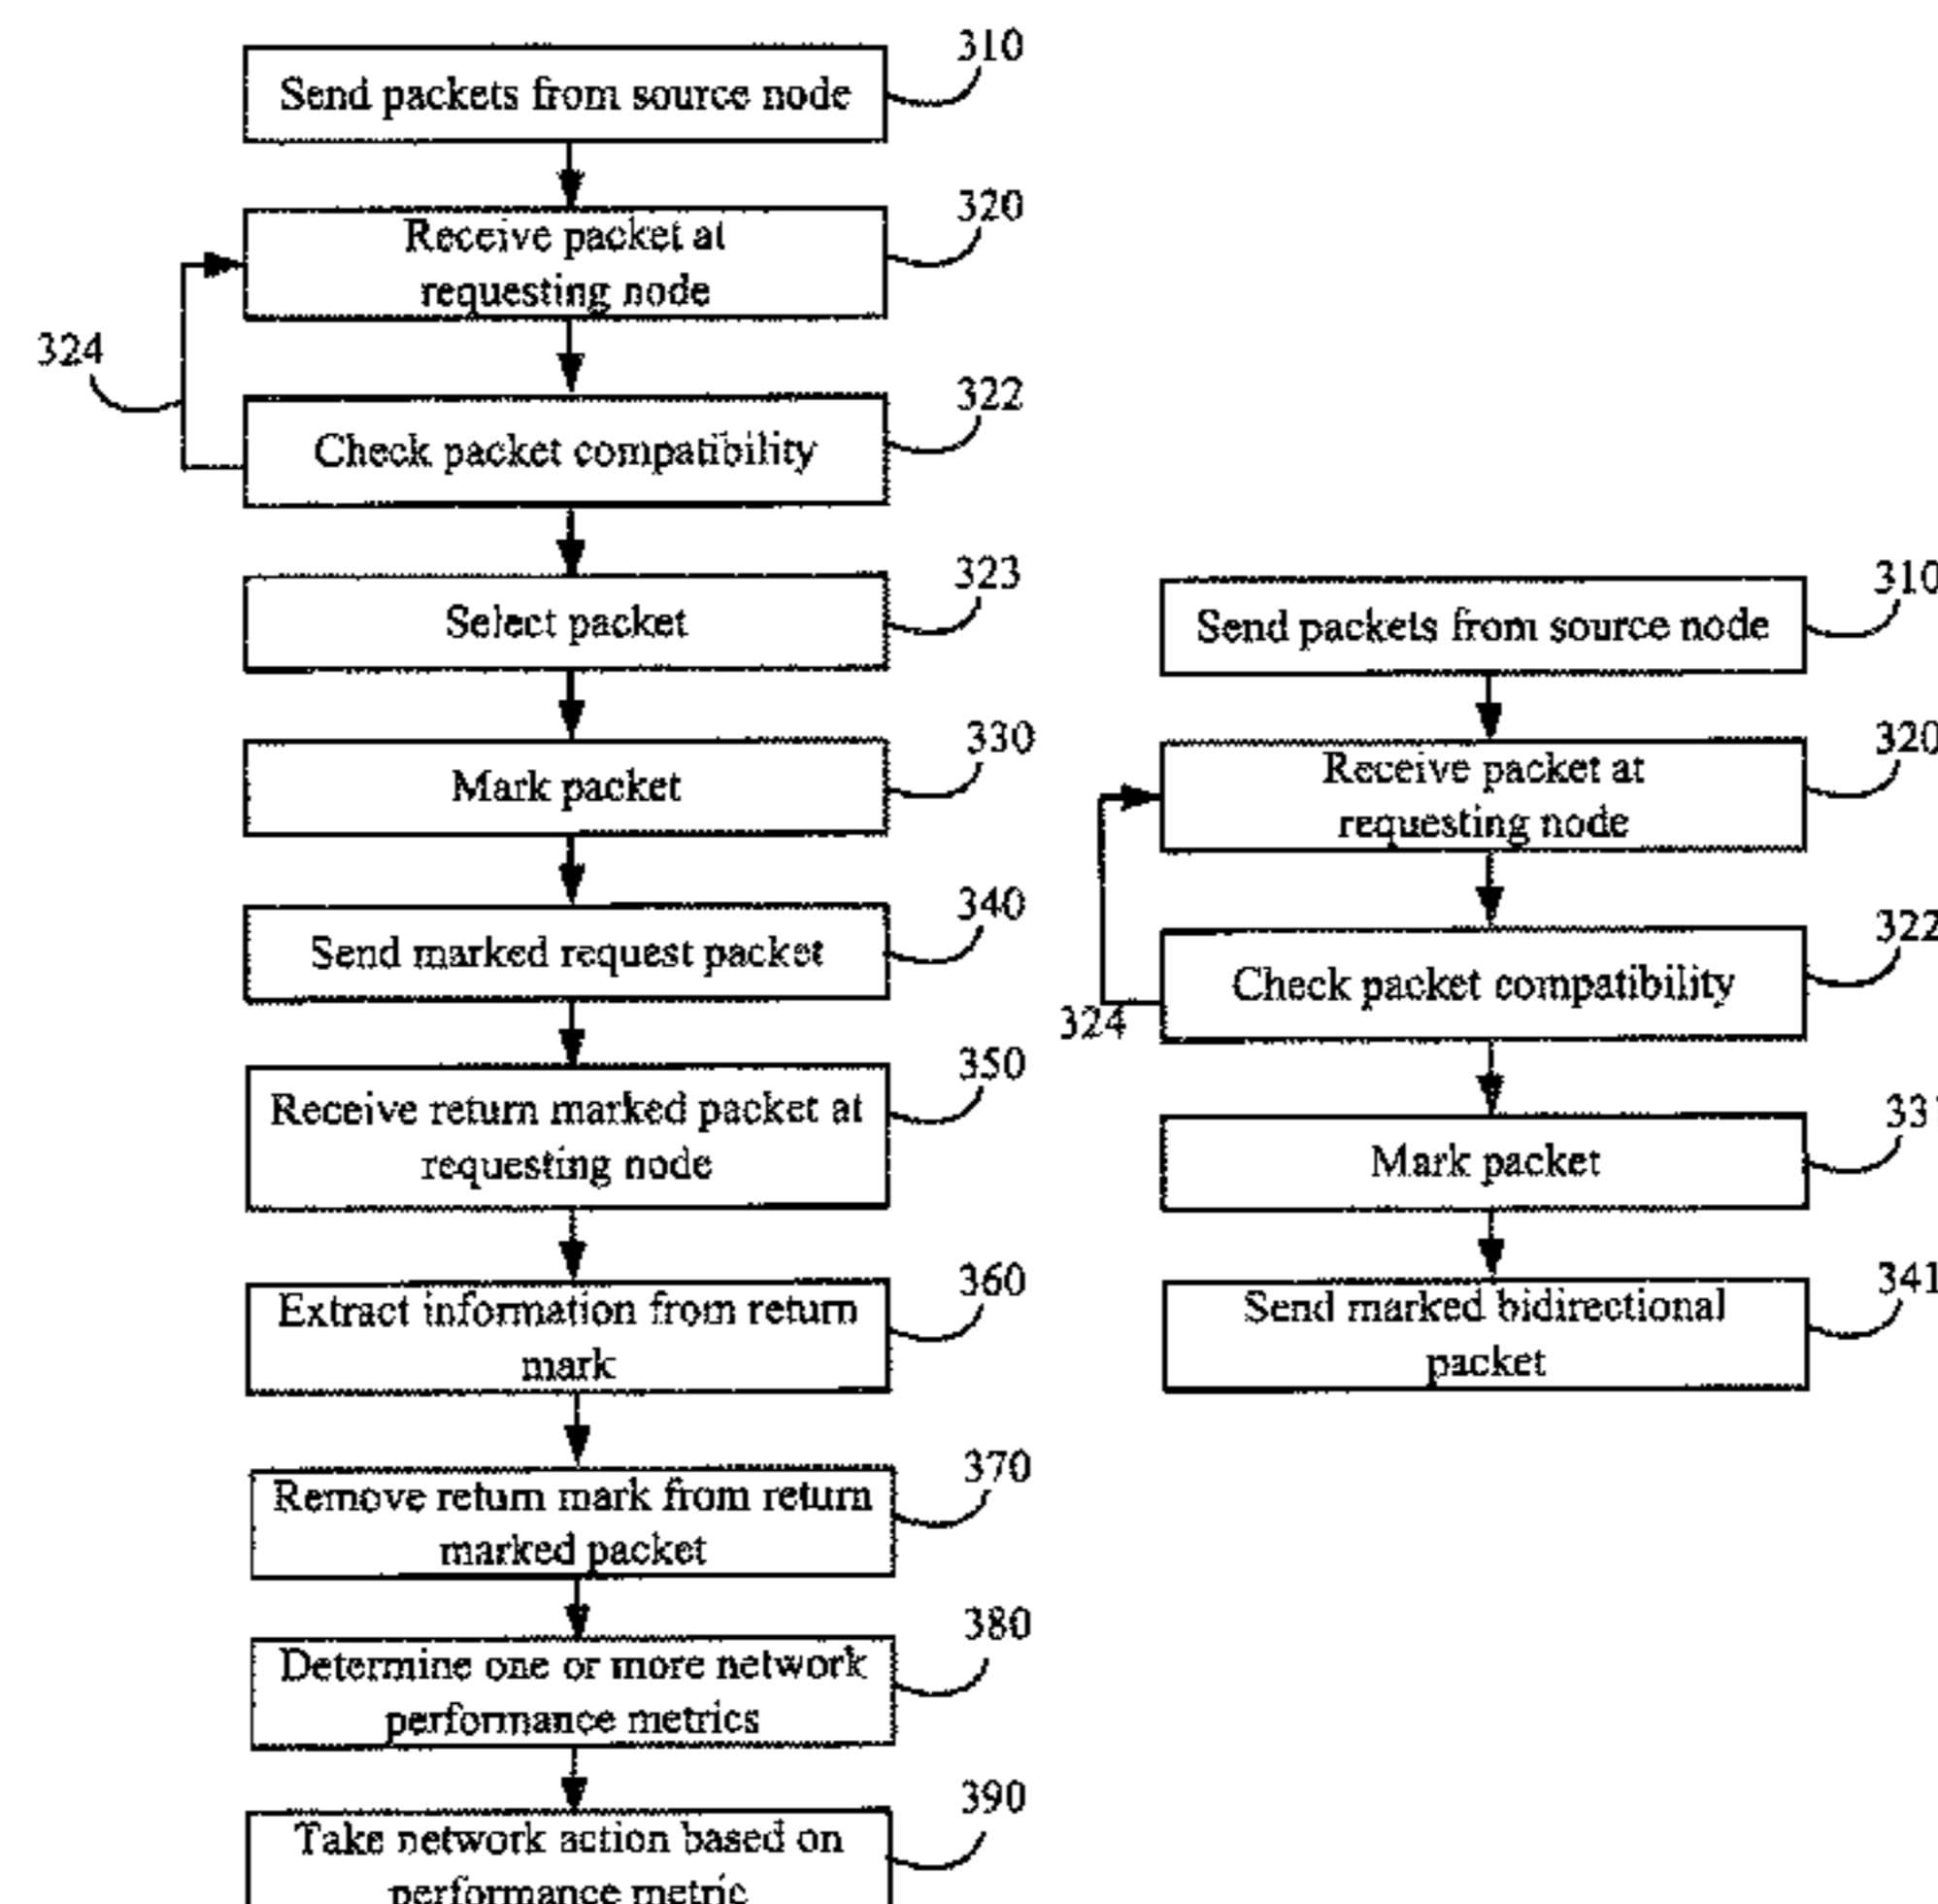 310
Send packets from source node
320
Receive packet at
requesting node
324
322
Check packet compatibility
323
Select packet
330
Mark packet
340
Send marked request packet
350
Receive return marked packet at
requesting node
360
Extract information from return
mark
370
Remove return mark from return
marked packet
380
Determine one or more network
performance metrics
390
Take network action based on
performance metric
310
Send packets from source node
320
Receive packet at
requesting node
322
Check packet compatibility
324
331
Mark packet
341
Send marked bidirectional
packet